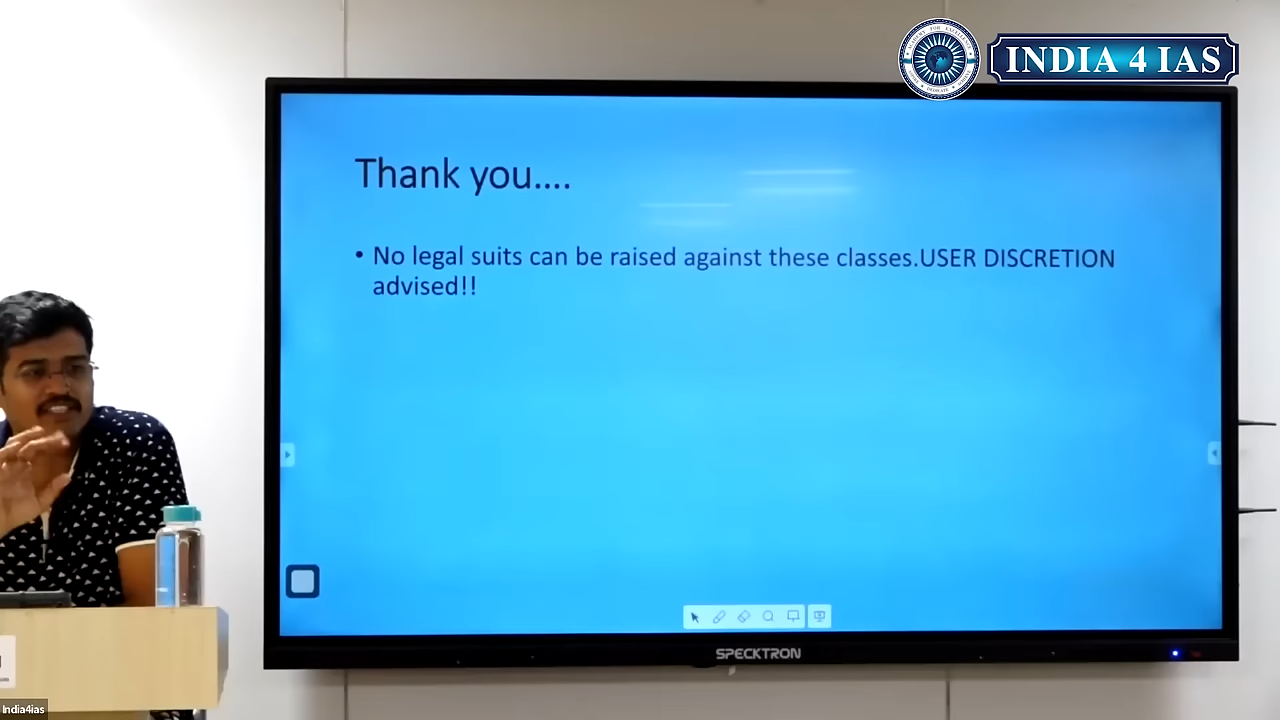 INDIA 4 IAS
Thank you....
• No legal suits can be raised against these classes.USER DISCRETION
advised!!
SPECKTRON
India4ias